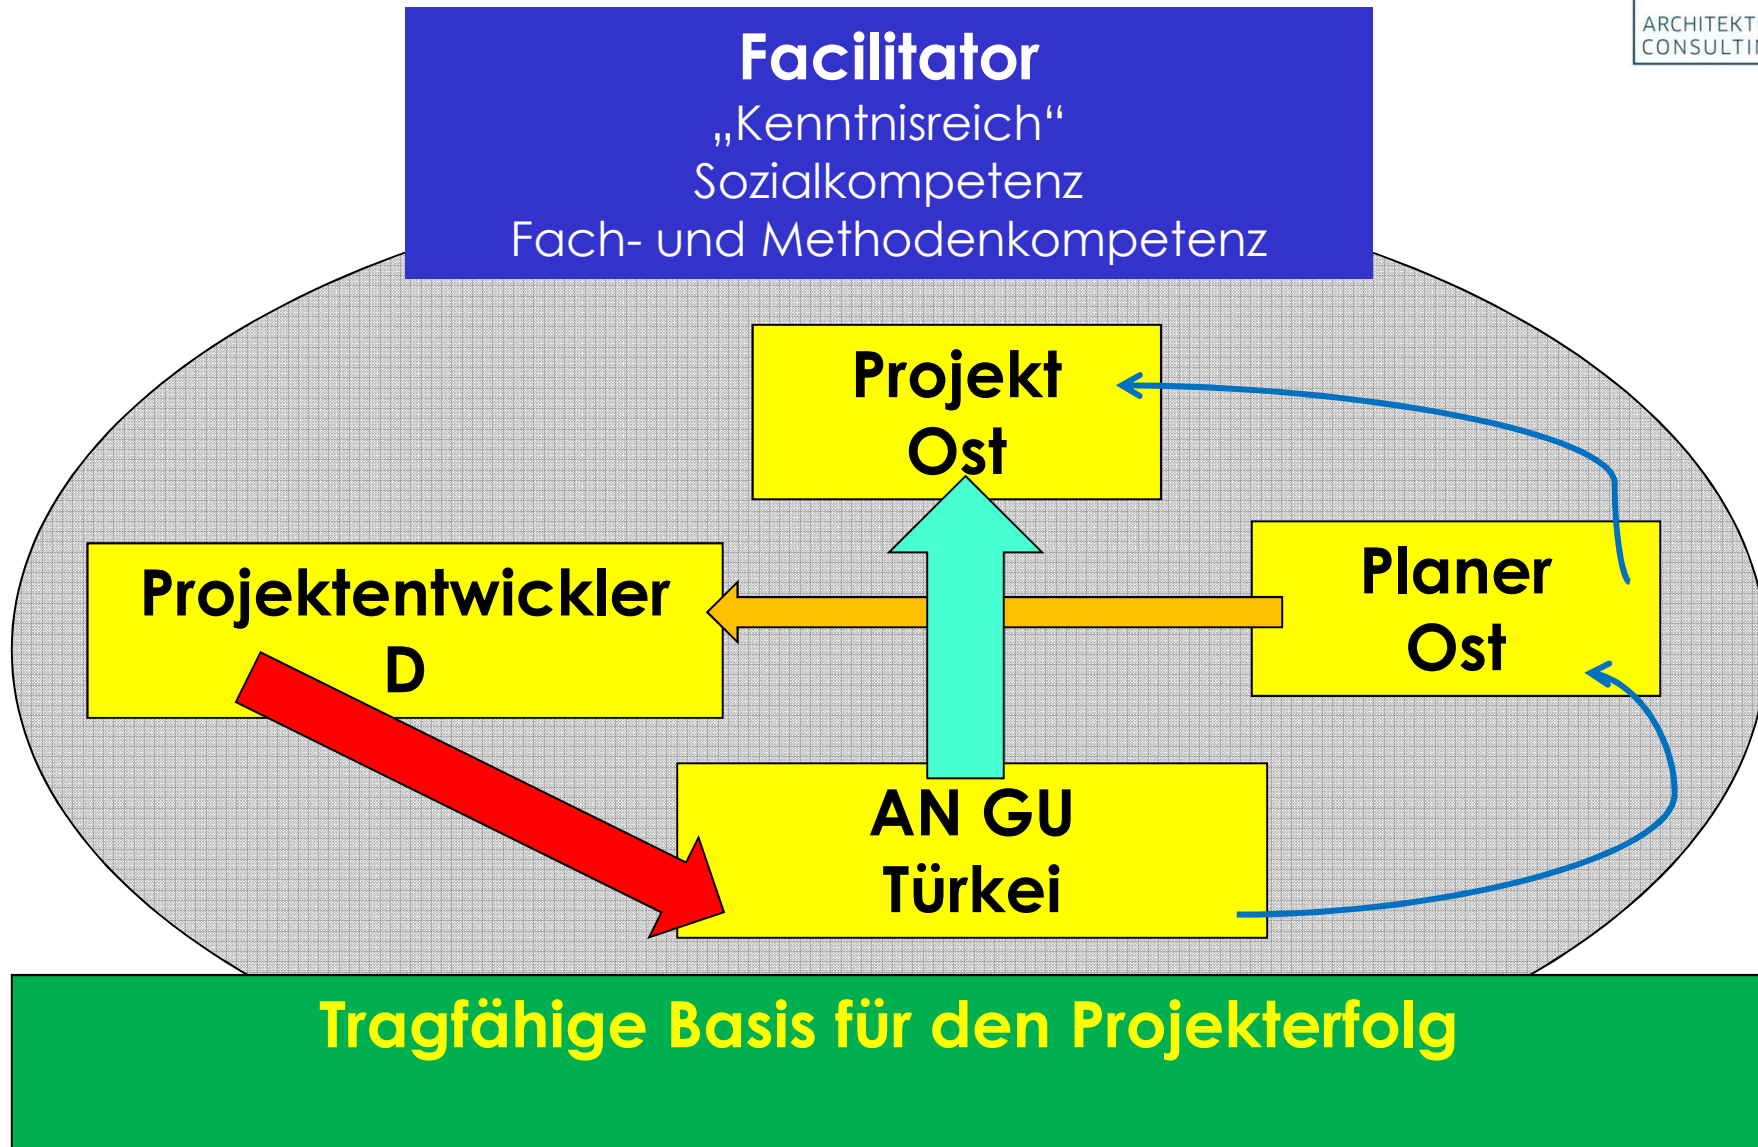 Facilitator
„Kenntnisreich“
Sozialkompetenz
Fach- und Methodenkompetenz
Projekt
Ost
Projektentwickler
D
Planer
Ost
AN GU
Türkei
Tragfähige Basis für den Projekterfolg